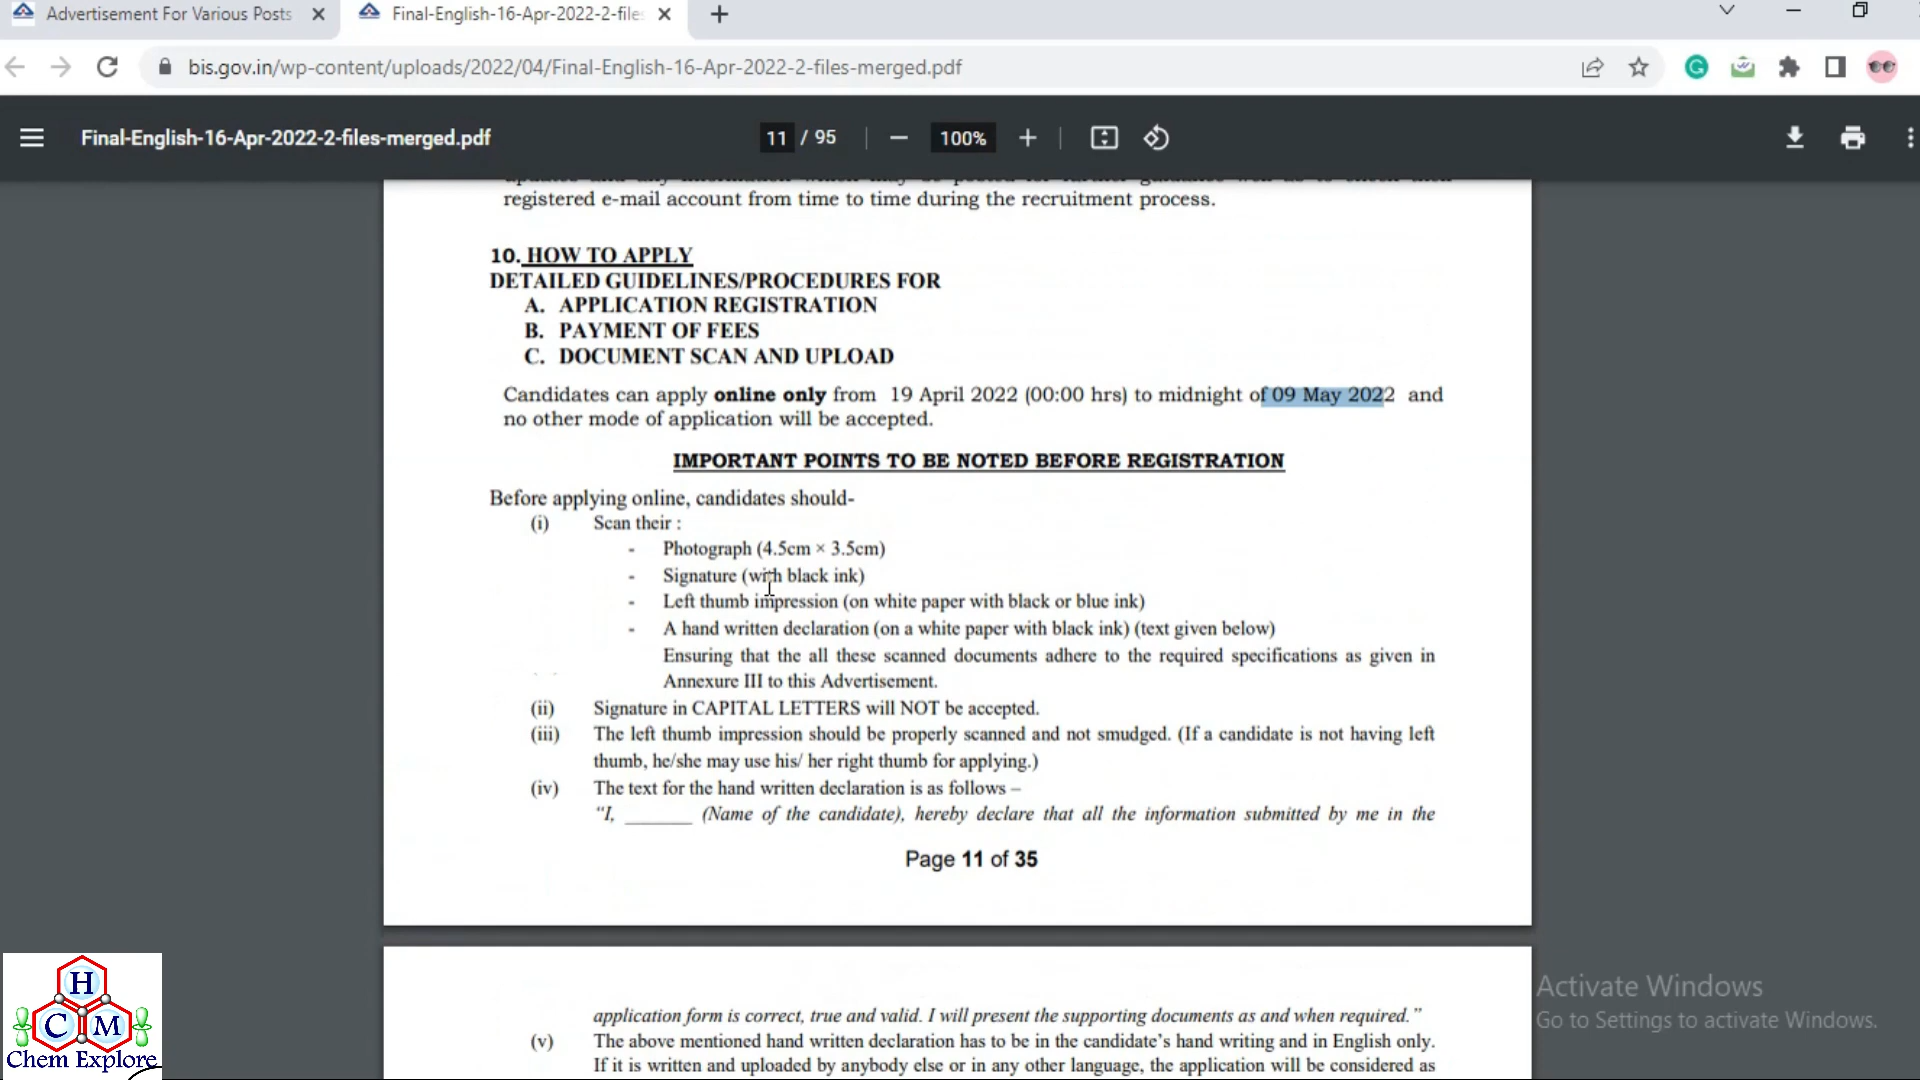 Advertisement For Various Posts
Final-English-16-Apr-2022-2-files
bis.gov.in/wp-content/uploads/2022/04/Final-English-16-Apr-2022-2-files-merged.pdf
Final-English-16-Apr-2022-2-files-merged.pdf
11 / 95
100%
registered e-mail account from time to time during the recruitment process.
10. HOW TO APPLY
DETAILED GUIDELINES/PROCEDURES FOR
A. APPLICATION REGISTRATION
B. PAYMENT OF FEES
C. DOCUMENT SCAN AND UPLOAD
Candidates can apply online only from 19 April 2022 (00:00 hrs) to midnight of 09 May 2022 and
no other mode of application will be accepted.
IMPORTANT POINTS TO BE NOTED BEFORE REGISTRATION
Before applying online, candidates should-
(i) Scan their :
- Photograph (4.5cm × 3.5cm)
- Signature (with black ink)
- Left thumb impression (on white paper with black or blue ink)
- A hand written declaration (on a white paper with black ink) (text given below)
Ensuring that the all these scanned documents adhere to the required specifications as given in
Annexure III to this Advertisement.
(ii) Signature in CAPITAL LETTERS will NOT be accepted.
(iii) The left thumb impression should be properly scanned and not smudged. (If a candidate is not having left
thumb, he/she may use his/ her right thumb for applying.)
(iv) The text for the hand written declaration is as follows –
“I, _______ (Name of the candidate), hereby declare that all the information submitted by me in the
Page 11 of 35
application form is correct, true and valid. I will present the supporting documents as and when required.”
(v) The above mentioned hand written declaration has to be in the candidate’s hand writing and in English only.
If it is written and uploaded by anybody else or in any other language, the application will be considered as
H
C M
Chem Explore
Activate Windows
Go to Settings to activate Windows.